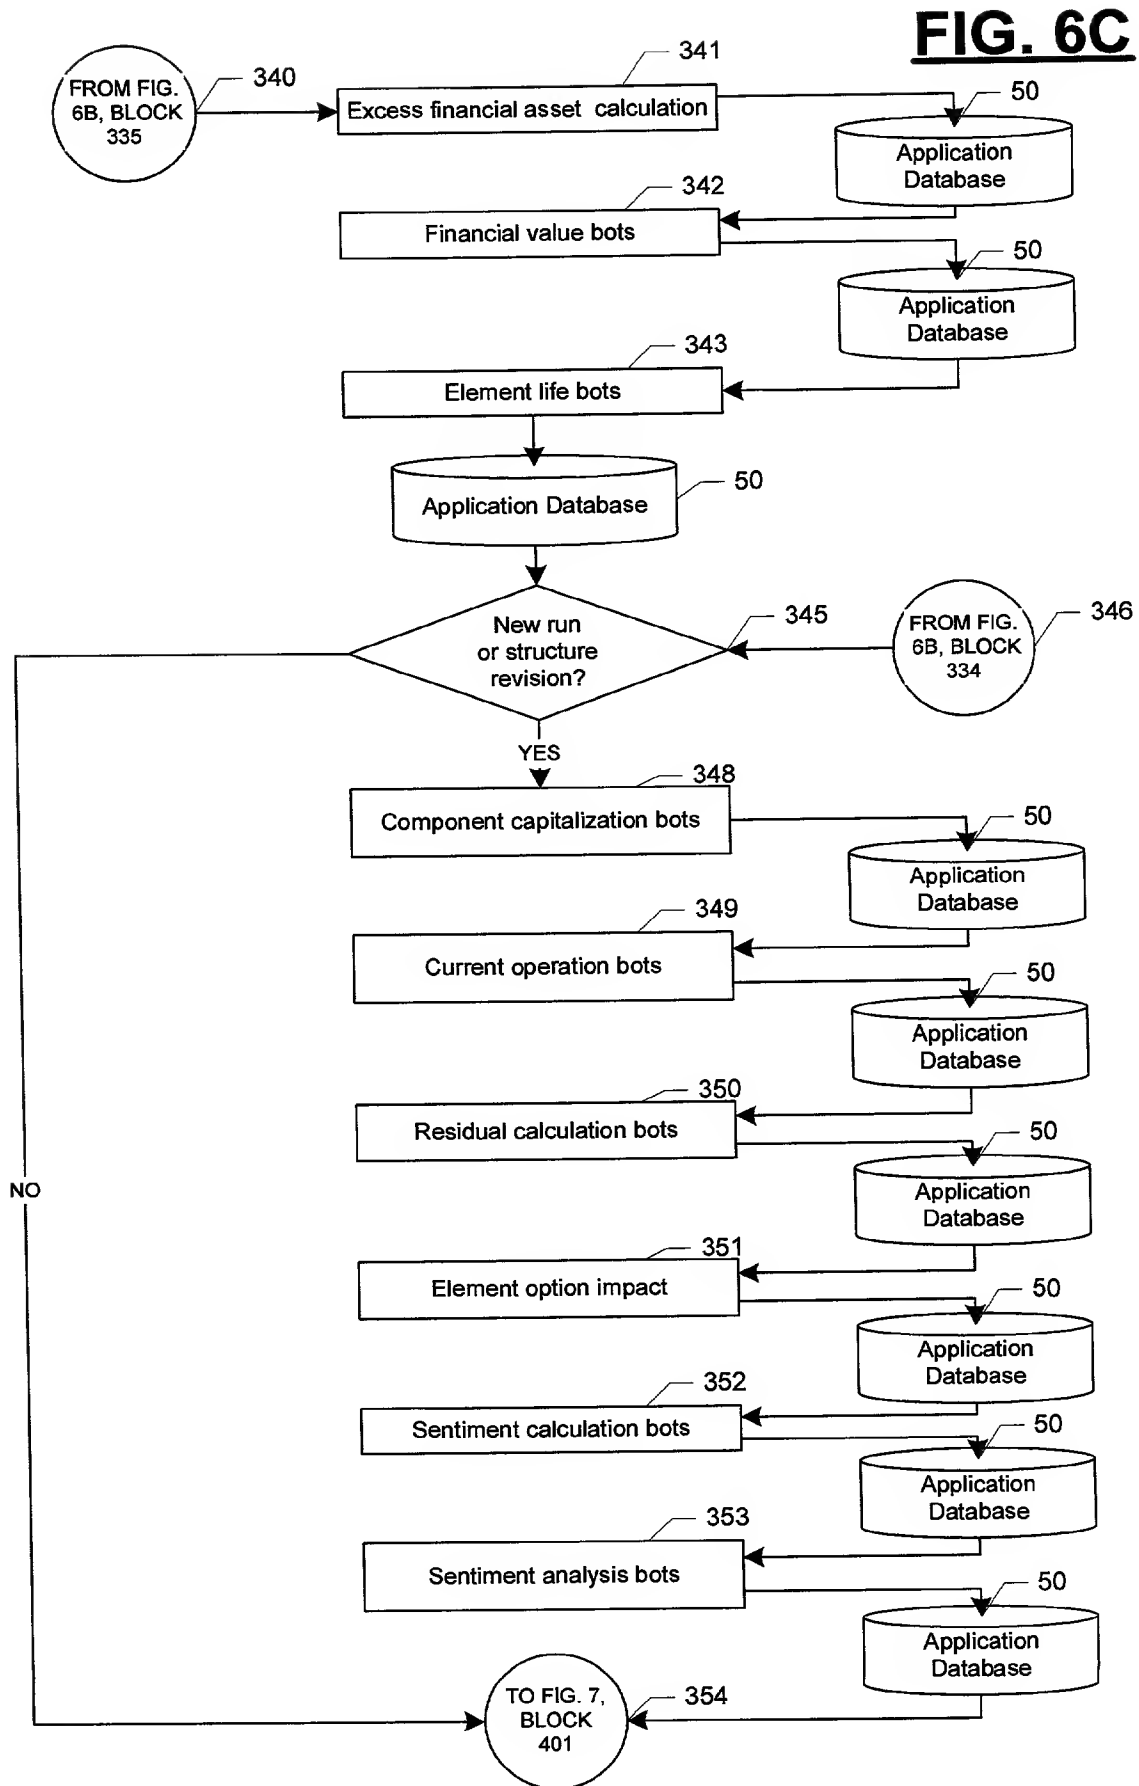 FIG. 6C
FROM FIG.
6B, BLOCK
335
340
341
Excess financial asset calculation
50
Application
Database
342
Financial value bots
50
Application
Database
343
Element life bots
50
Application Database
New run
or structure
revision?
345
FROM FIG.
6B, BLOCK
334
346
YES
348
Component capitalization bots
50
Application
Database
349
Current operation bots
50
Application
Database
350
Residual calculation bots
50
Application
Database
NO
351
Element option impact
50
Application
Database
352
Sentiment calculation bots
50
Application
Database
353
Sentiment analysis bots
50
Application
Database
TO FIG. 7,
BLOCK
401
354